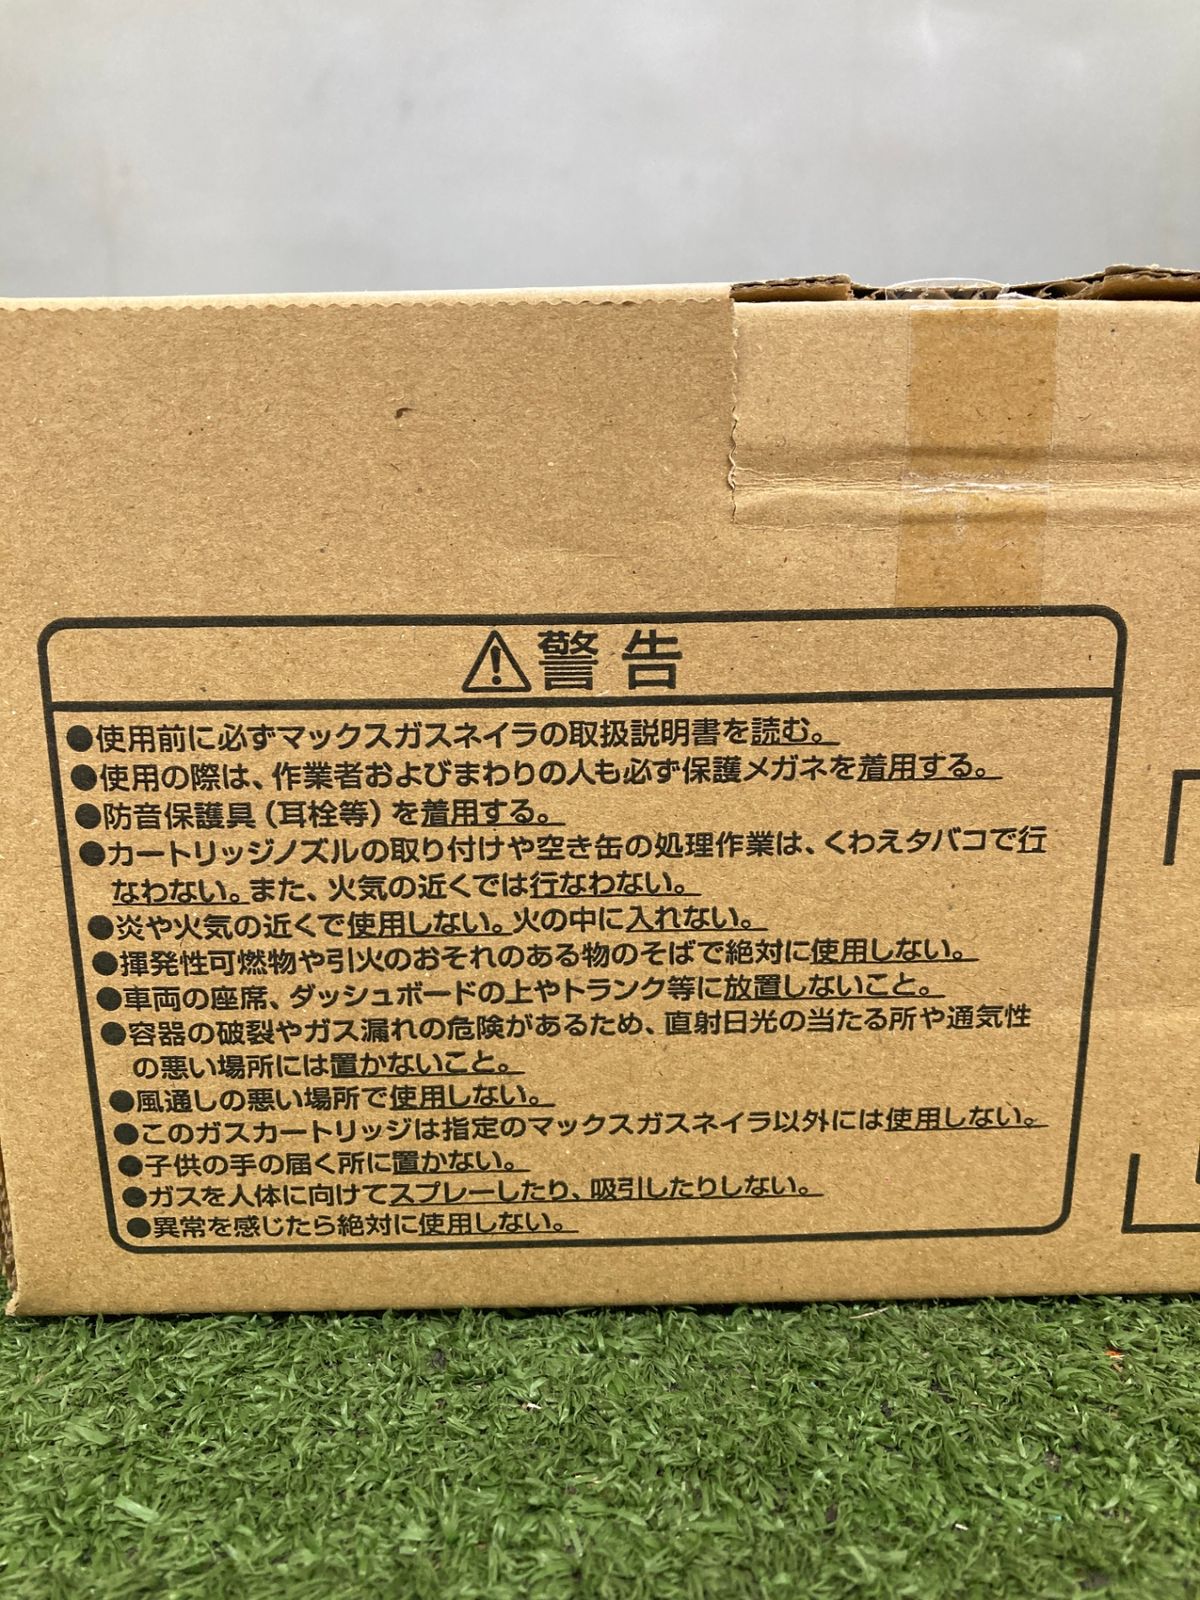 ⚠警告
●使用前に必ずマックスガスネイラの取扱説明書を読む。
●使用の際は、作業者およびまわりの人も必ず保護メガネを着用する。
●防音保護具(耳栓等)を着用する。
●カートリッジノズルの取り付けや空き缶の処理作業は、くわえタバコで行
なわない。また、火気の近くでは行なわない。
●炎や火気の近くで使用しない。火の中に入れない。
●揮発性可燃物や引火のおそれのある物のそばで絶対に使用しない。
●車両の座席、ダッシュボードの上やトランク等に放置しないこと。
●容器の破裂やガス漏れの危険があるため、直射日光の当たる所や通気性
の悪い場所には置かないこと。
●風通しの悪い場所で使用しない。
●このガスカートリッジは指定のマックスガスネイラ以外には使用しない。
●子供の手の届く所に置かない。
●ガスを人体に向けてスプレーしたり、吸引したりしない。
●異常を感じたら絶対に使用しない。